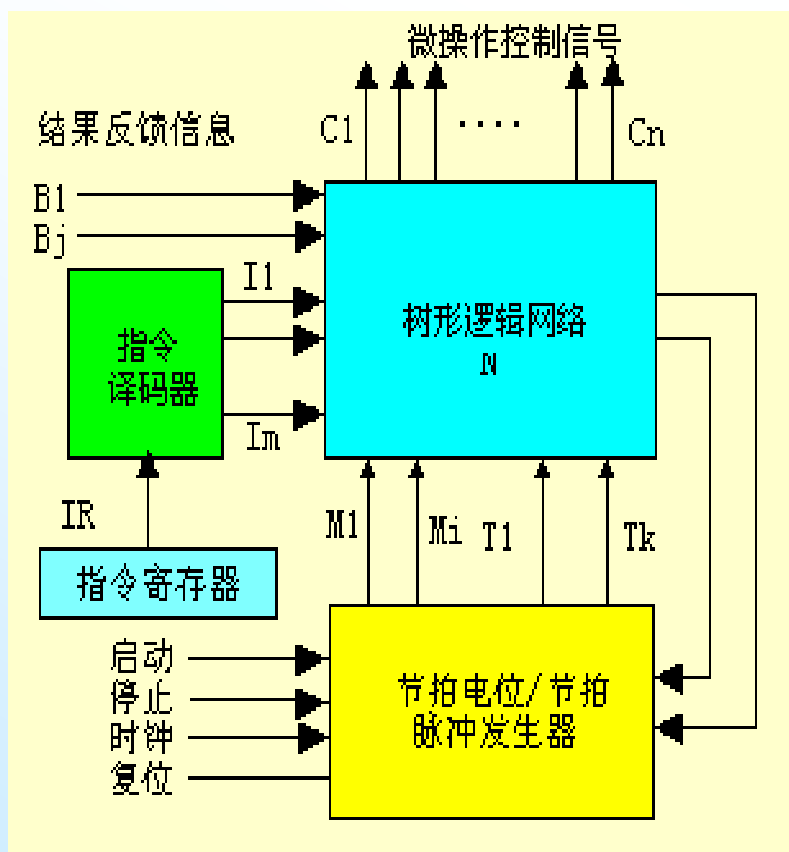 微操作控制信号
结果反馈信息
C1
····
Cn
B1
Bj
I1
指令
译码器
树形逻辑网络
N
Im
IR
M1
Mi
T1
Tk
指令寄存器
启动
停止
时钟
复位
节拍电位/节拍
脉冲发生器